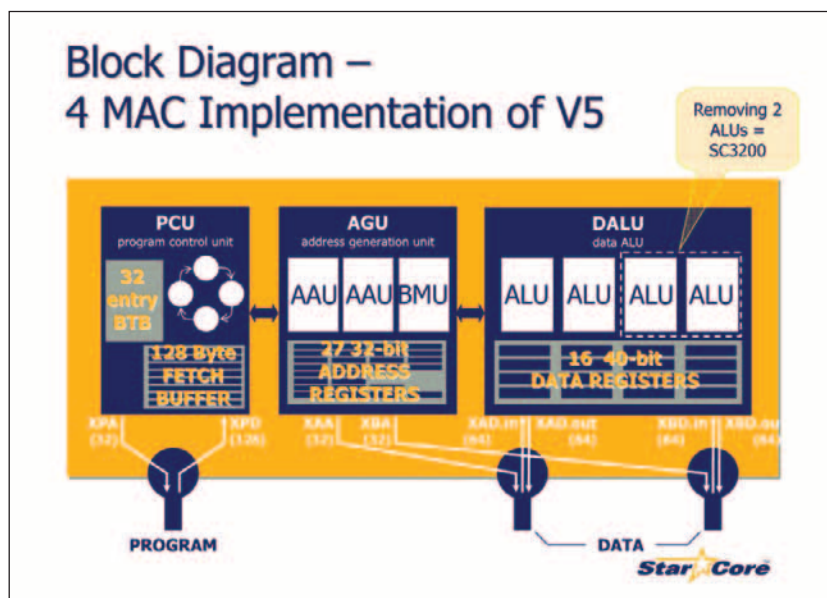 Block Diagram –
4 MAC Implementation of V5
Removing 2
ALUs =
SC3200
PCU
program control unit
32
entry
BTB
128 Byte
FETCH
BUFFER
AGU
address generation unit
AAU AAU BMU
27 32-bit
ADDRESS
REGISTERS
DALU
data ALU
ALU ALU ALU ALU
16 40-bit
DATA REGISTERS
XPA XPD XAA XBA XAD.in XAD.out XBD.in XBD.out
(32) (128) (32) (32) (64) (64) (64) (64)
PROGRAM
DATA
StarCore